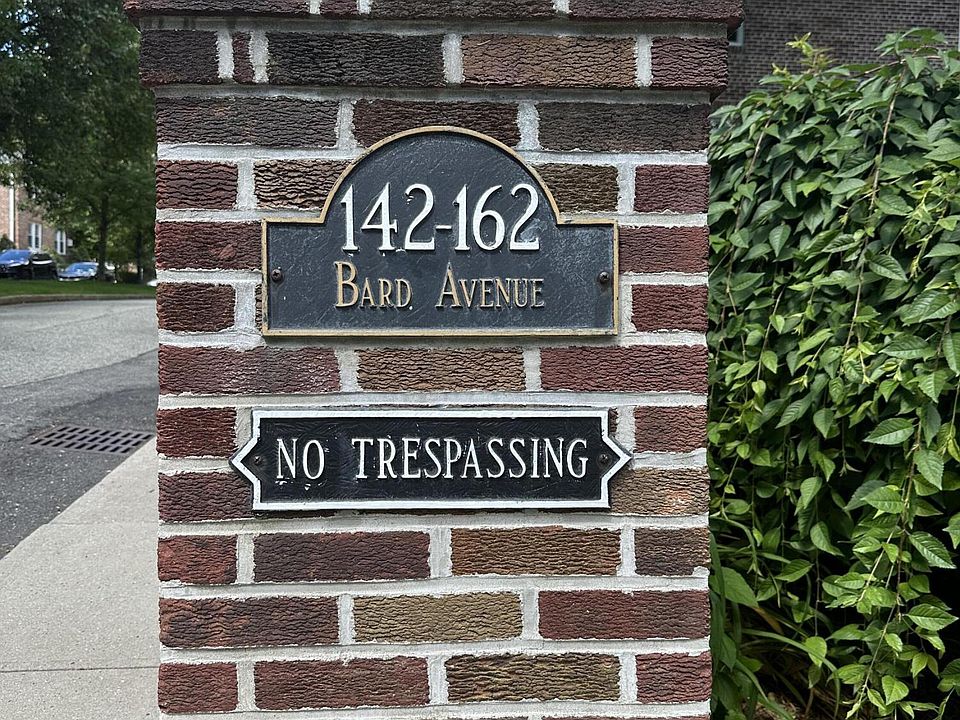 142-162
BARD AVENUE
NO TRESPASSING